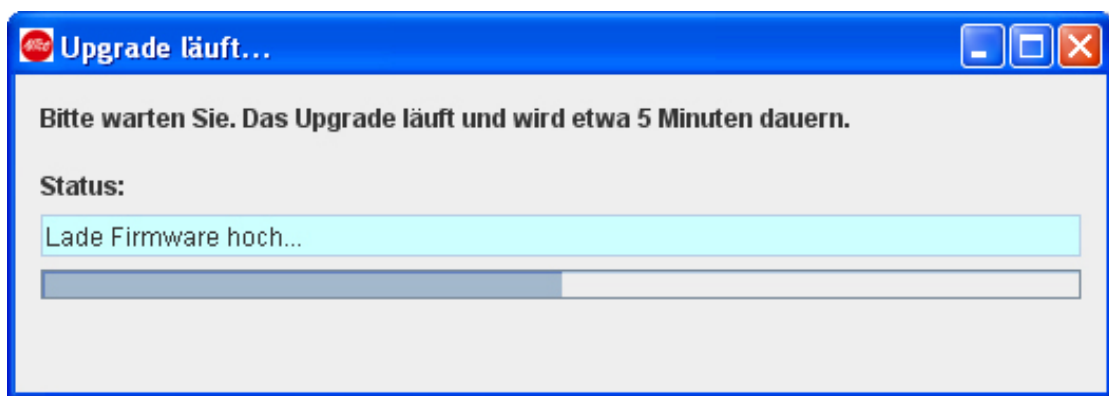 Upgrade läuft...
Bitte warten Sie. Das Upgrade läuft und wird etwa 5 Minuten dauern.
Status:
Lade Firmware hoch...